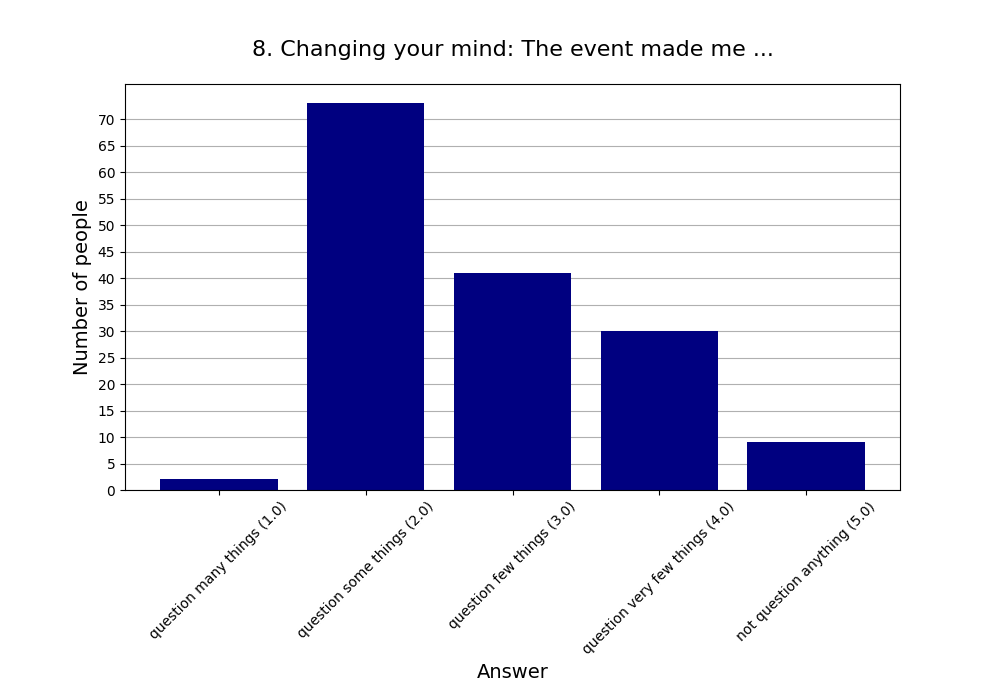 8. Changing your mind: The event made me ...
Number of people
70
65
60
55
50
45
40
35
30
25
20
15
10
5
0
question many things (1.0)
question some things (2.0)
question few things (3.0)
question very few things (4.0)
not question anything (5.0)
Answer